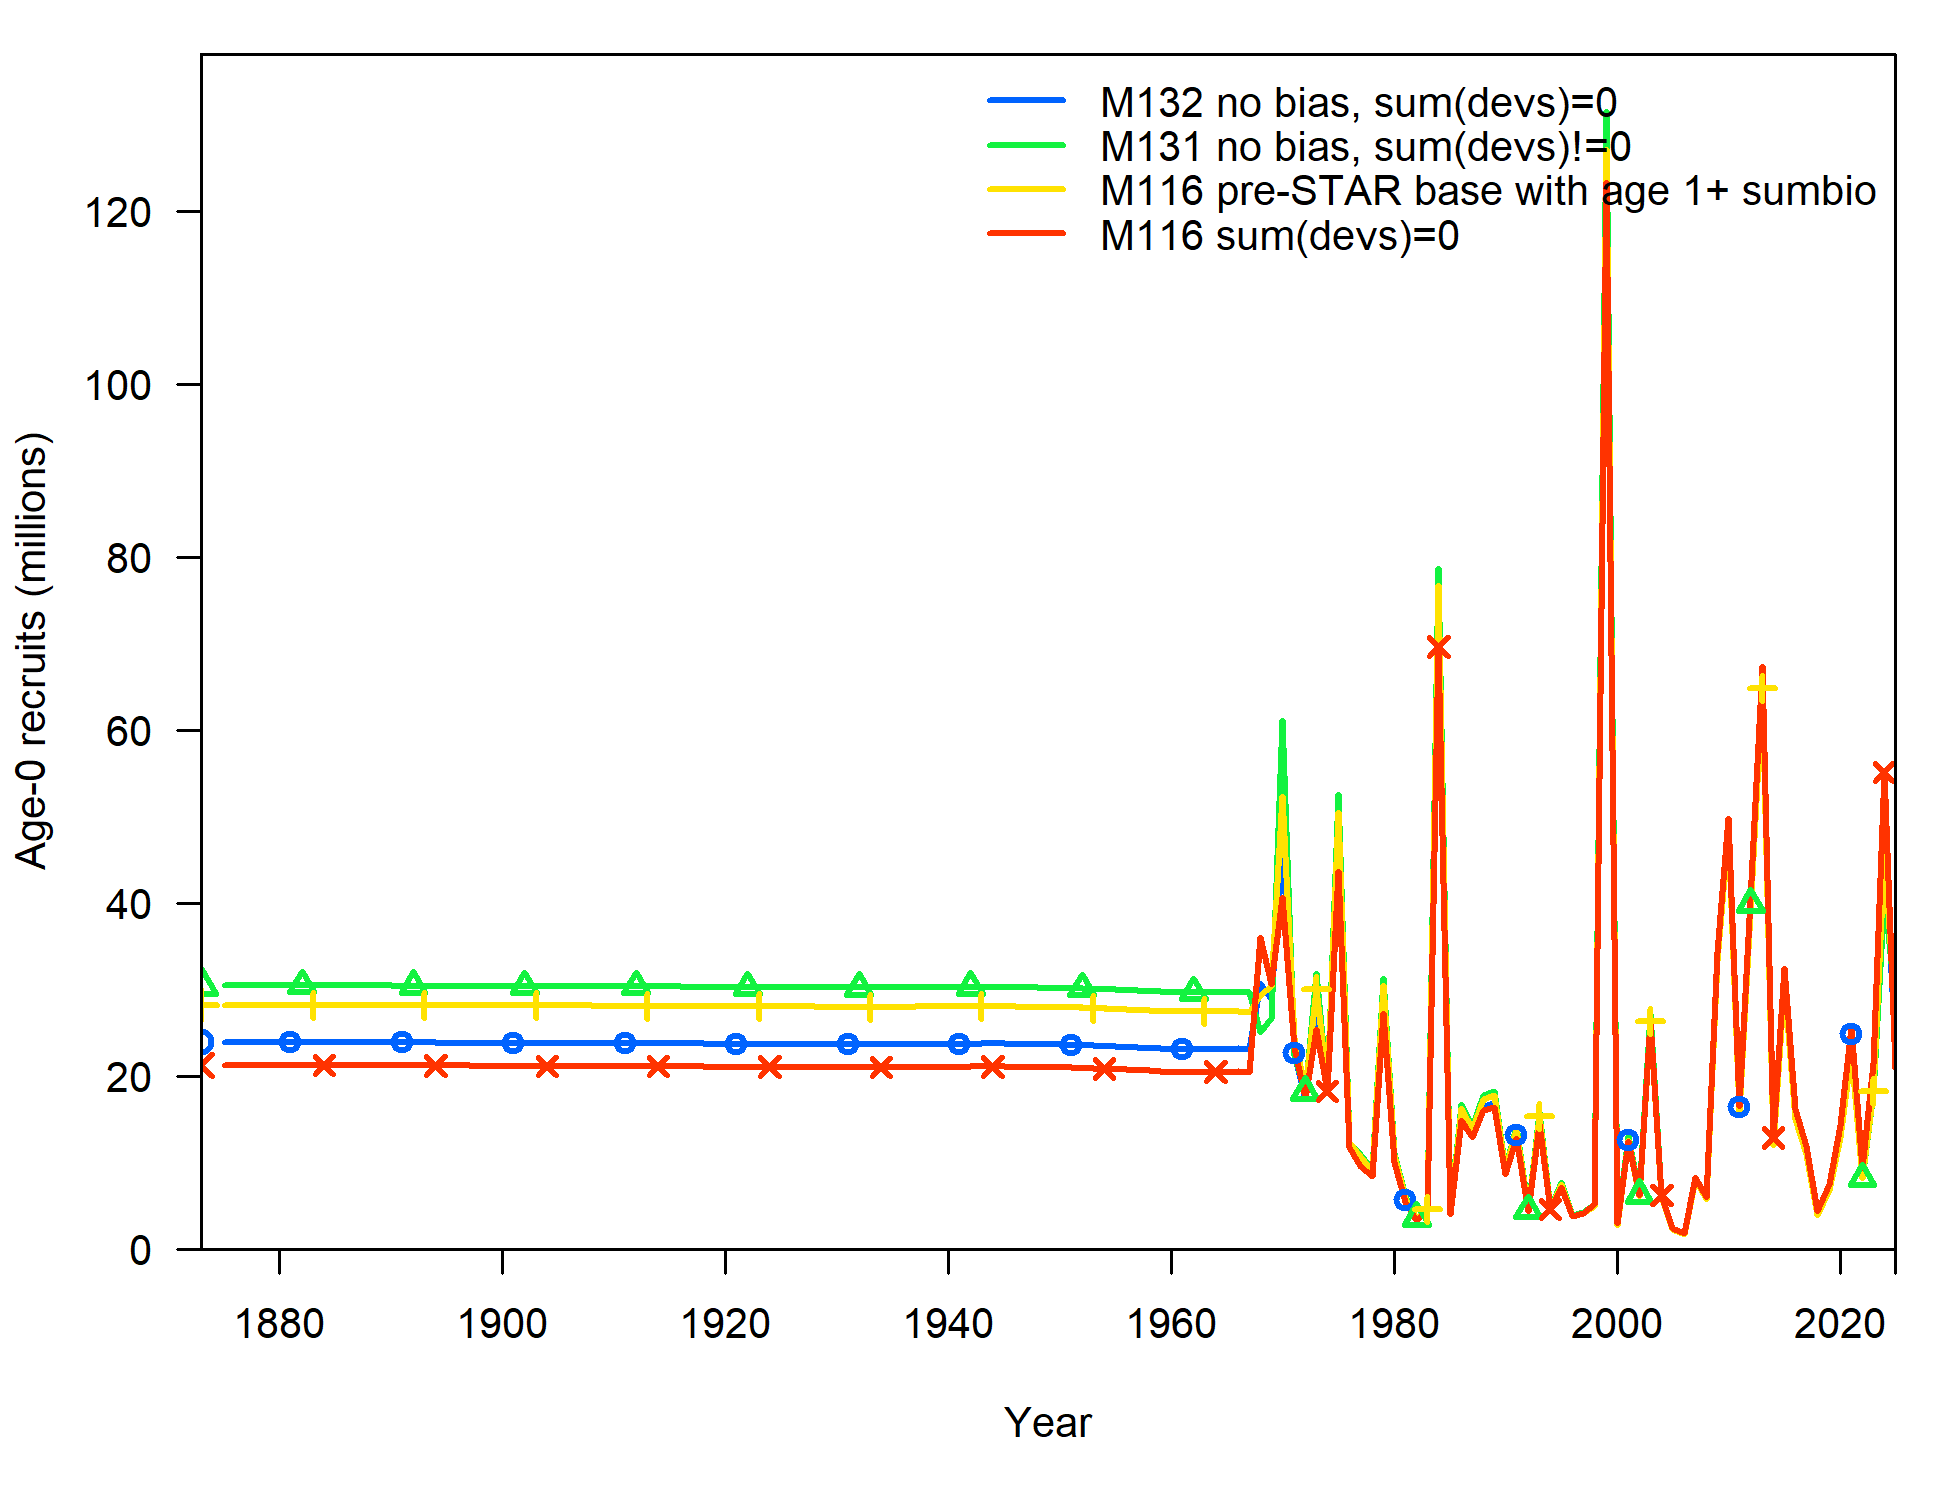 M132 no bias, sum(devs)=0
M131 no bias, sum(devs)!=0
M116 pre-STAR base with age 1+ sumbio
M116 sum(devs)=0
Age-0 recruits (millions)
120
100
80
60
40
20
0
1880 1900 1920 1940 1960 1980 2000 2020
Year